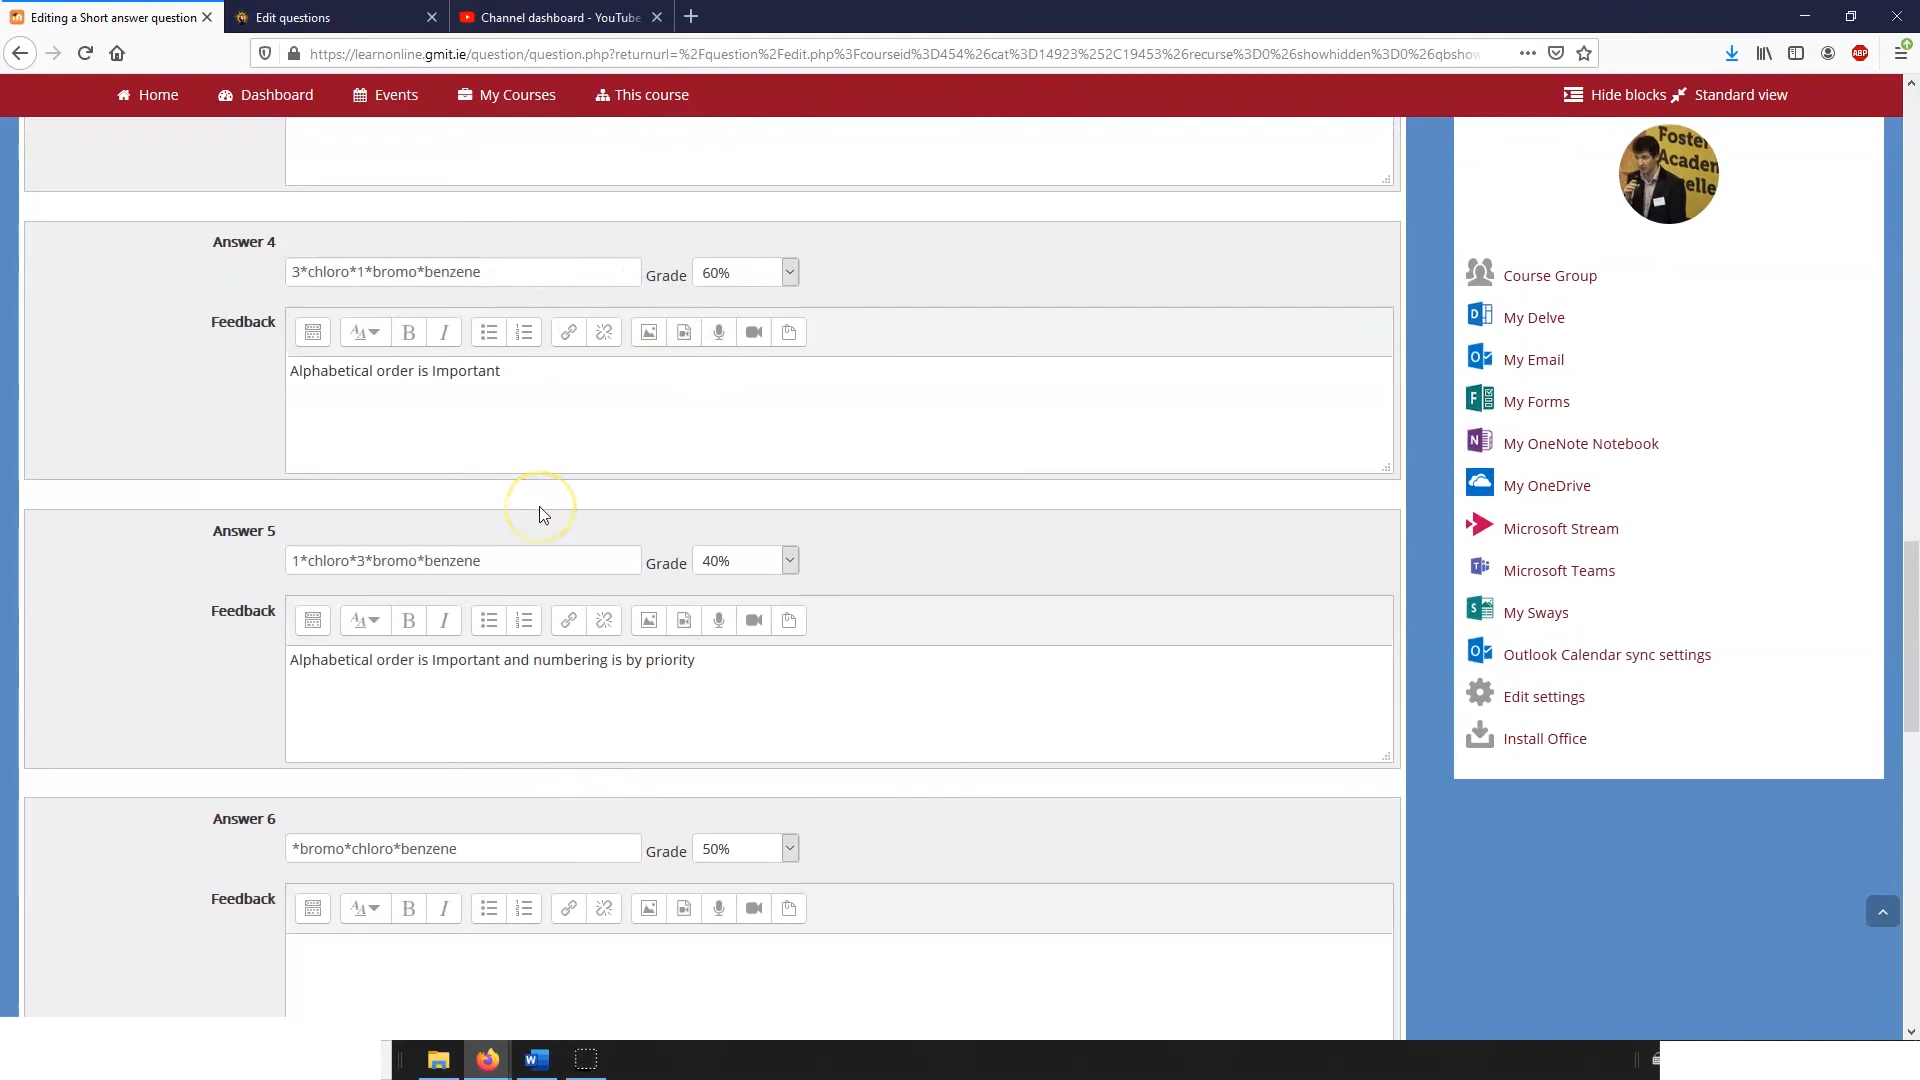 Editing a Short answer question
Edit questions
Channel dashboard - YouTube
https://learnonline.gmit.ie/question/question.php?returnurl=%2Fquestion%2Fedit.php%3Fcourseid%3D454%26cat%3D14923%252C19453%26recurse%3D0%26showhidden%3D0%26qbshow
ABP
Home
Dashboard
Events
My Courses
This course
Hide blocks
Standard view
Foste
Academ
elle
Answer 4
3*chloro*1*bromo*benzene
Grade
60%
Feedback
Alphabetical order is Important
Answer 5
1*chloro*3*bromo*benzene
Grade
40%
Feedback
Alphabetical order is Important and numbering is by priority
Answer 6
*bromo*chloro*benzene
Grade
50%
Feedback
Course Group
My Delve
My Email
My Forms
My OneNote Notebook
My OneDrive
Microsoft Stream
Microsoft Teams
My Sways
Outlook Calendar sync settings
Edit settings
Install Office